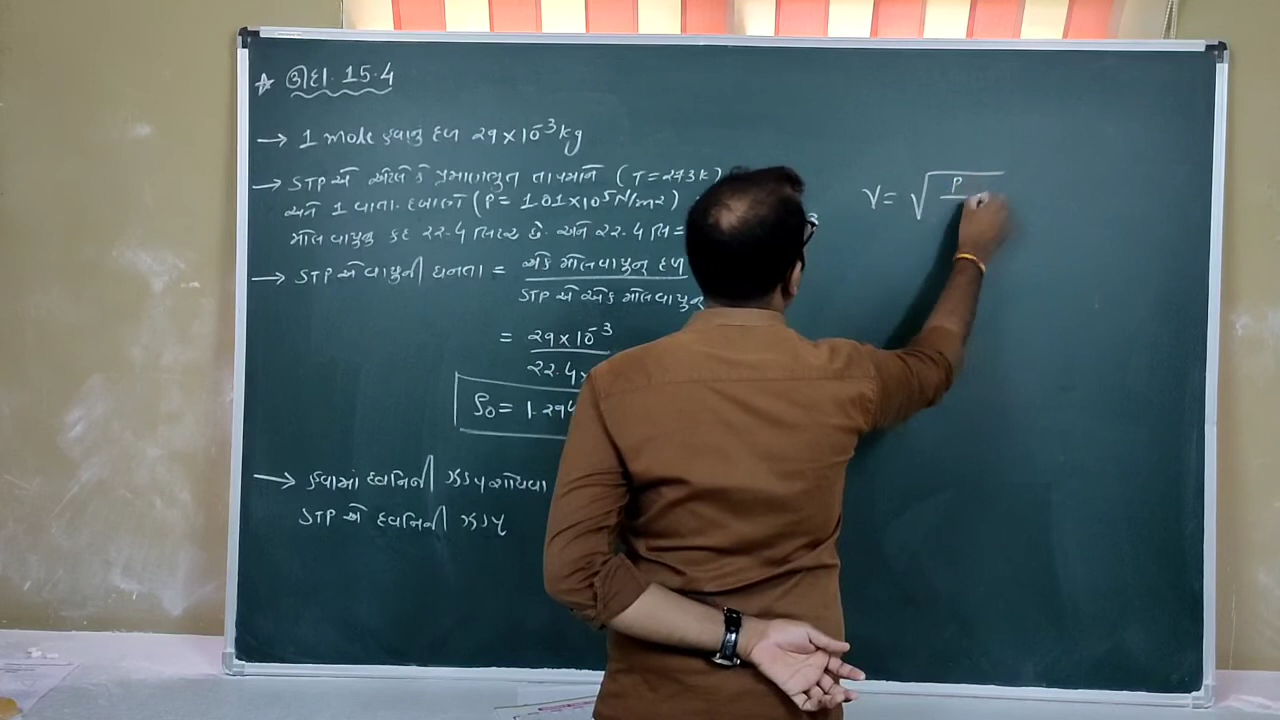 ★ ઉદા. 15.4
→ 1 mole હવાનું દળ 29×10⁻³ kg
→ STP એ એટલે કે પ્રમાણભૂત તાપમાને (T = 273K)
અને 1 વાતા. દબાણે (P = 1.01×10⁵ N/m2)
મોલ વાયુનું કદ 22.4 લિટર છે. અને 22.4 લિ =
→ STP એ વાયુની ઘનતા = એક મોલ વાયુનું દળ
STP એ એક મોલ વાયુનું
= 29×10⁻³
22.4
ρ₀ = 1.29
→ હવામાં ધ્વનિની ઝડપ શોધવા
STP એ ધ્વનિની ઝડપ
v = √P